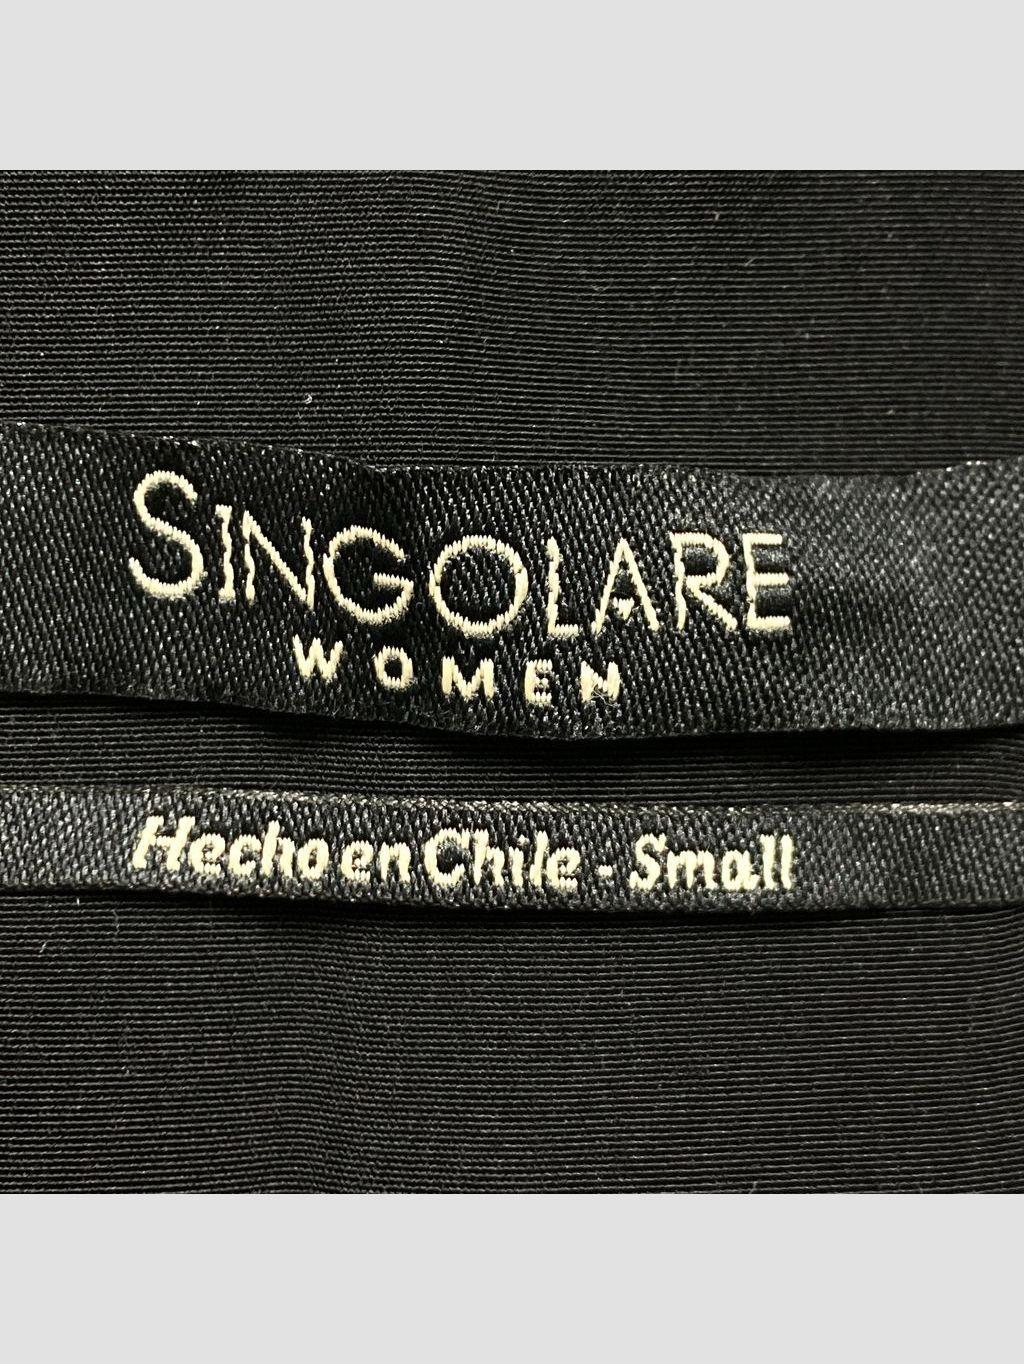 SINGOLARE
WOMEN
Hecho en Chile - Small